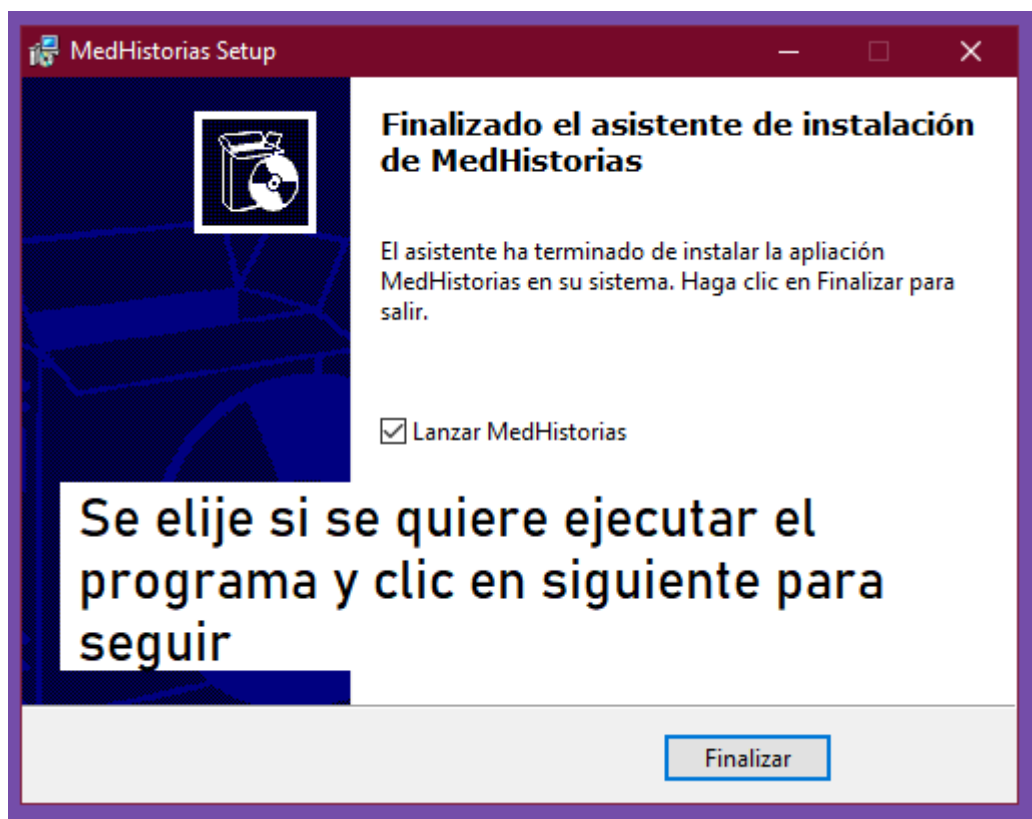 MedHistorias Setup
Finalizado el asistente de instalación
de MedHistorias
El asistente ha terminado de instalar la apliación
MedHistorias en su sistema. Haga clic en Finalizar para
salir.
Lanzar MedHistorias
Se elije si se quiere ejecutar el
programa y clic en siguiente para
seguir
Finalizar